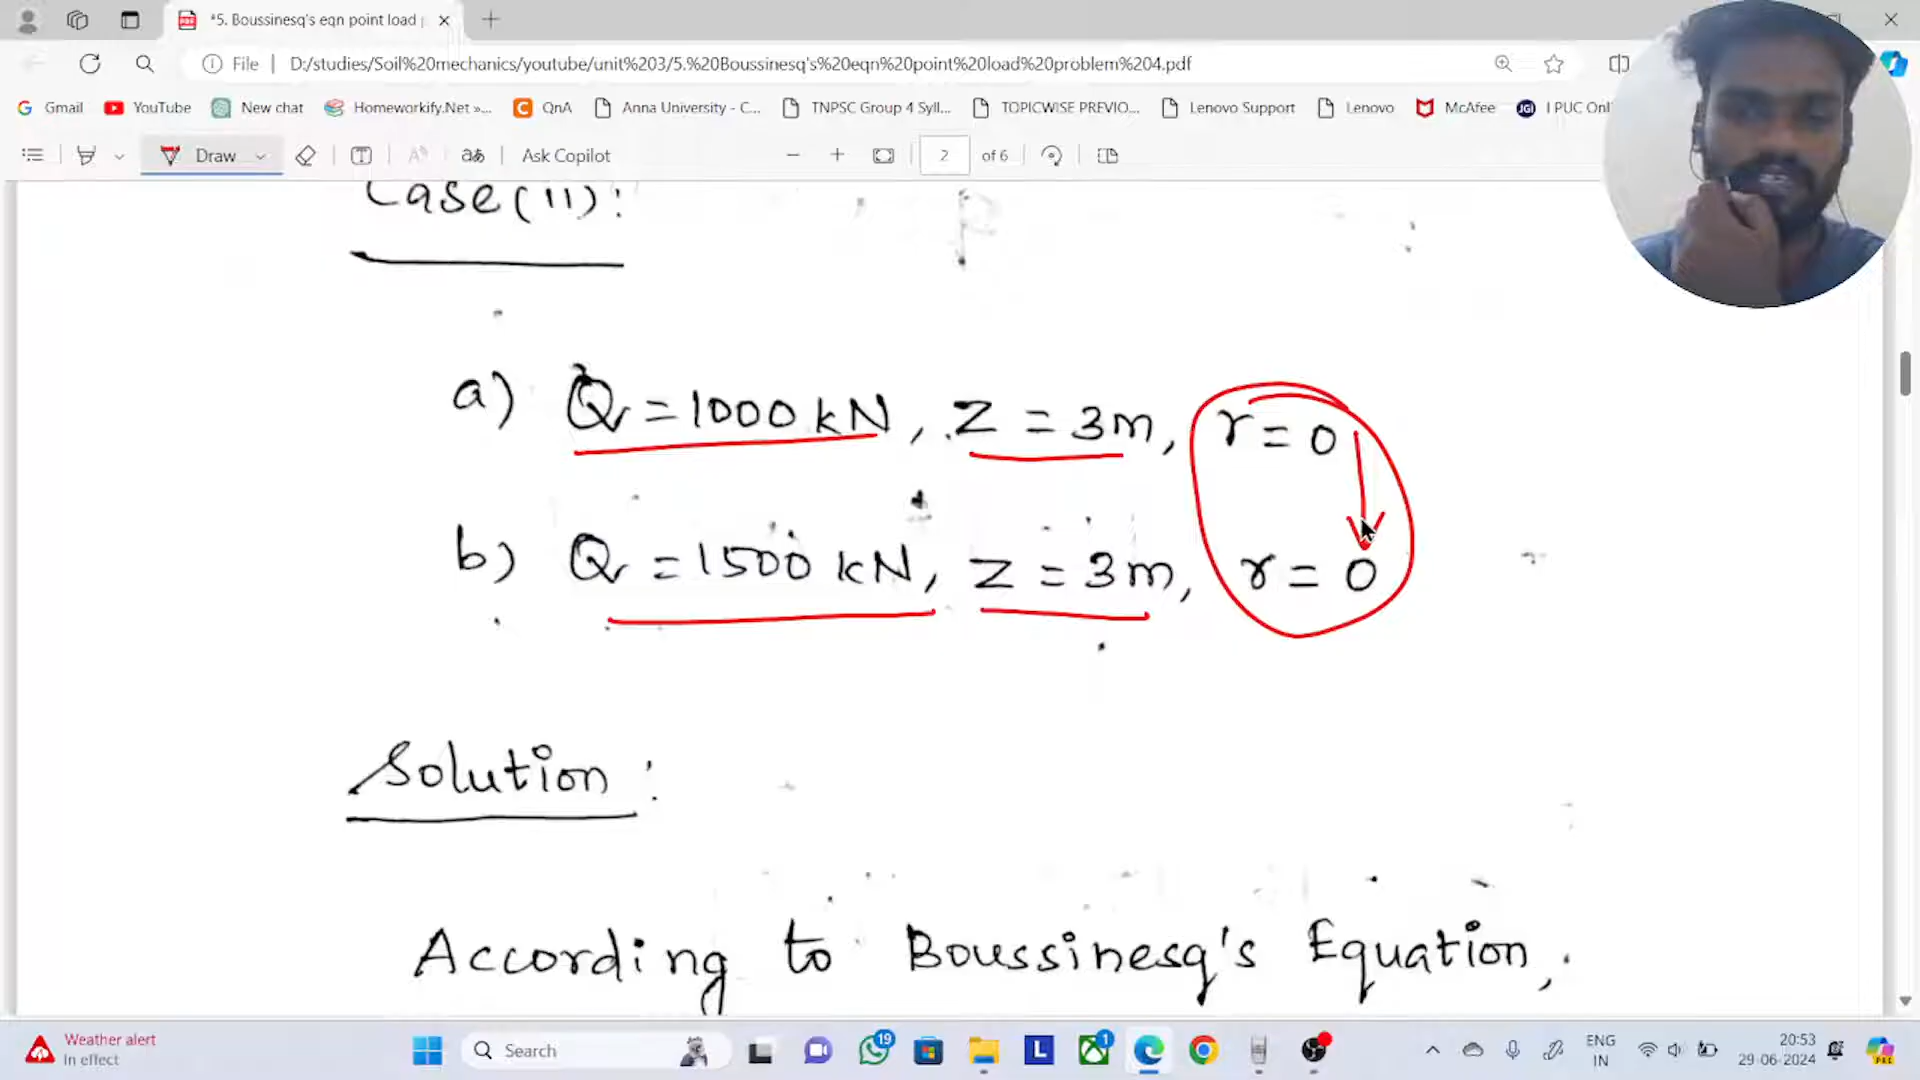 *5. Boussinesq's eqn point load
File
D:/studies/Soil%20mechanics/youtube/unit%203/5.%20Boussinesq's%20eqn%20point%20load%20problem%204.pdf
Gmail
YouTube
New chat
Homeworkify.Net »...
QnA
Anna University - C...
TNPSC Group 4 Syll...
TOPICWISE PREVIO...
Lenovo Support
Lenovo
McAfee
I PUC Onl
Draw
Ask Copilot
2 of 6
Case(ii):
a) Q = 1000 kN, Z = 3m, r = 0
b) Q = 1500 kN, Z = 3m, r = 0
Solution:
According to Boussinesq's Equation,
Weather alert
In effect
Search
19
1
ENG
IN
20:53
29-06-2024